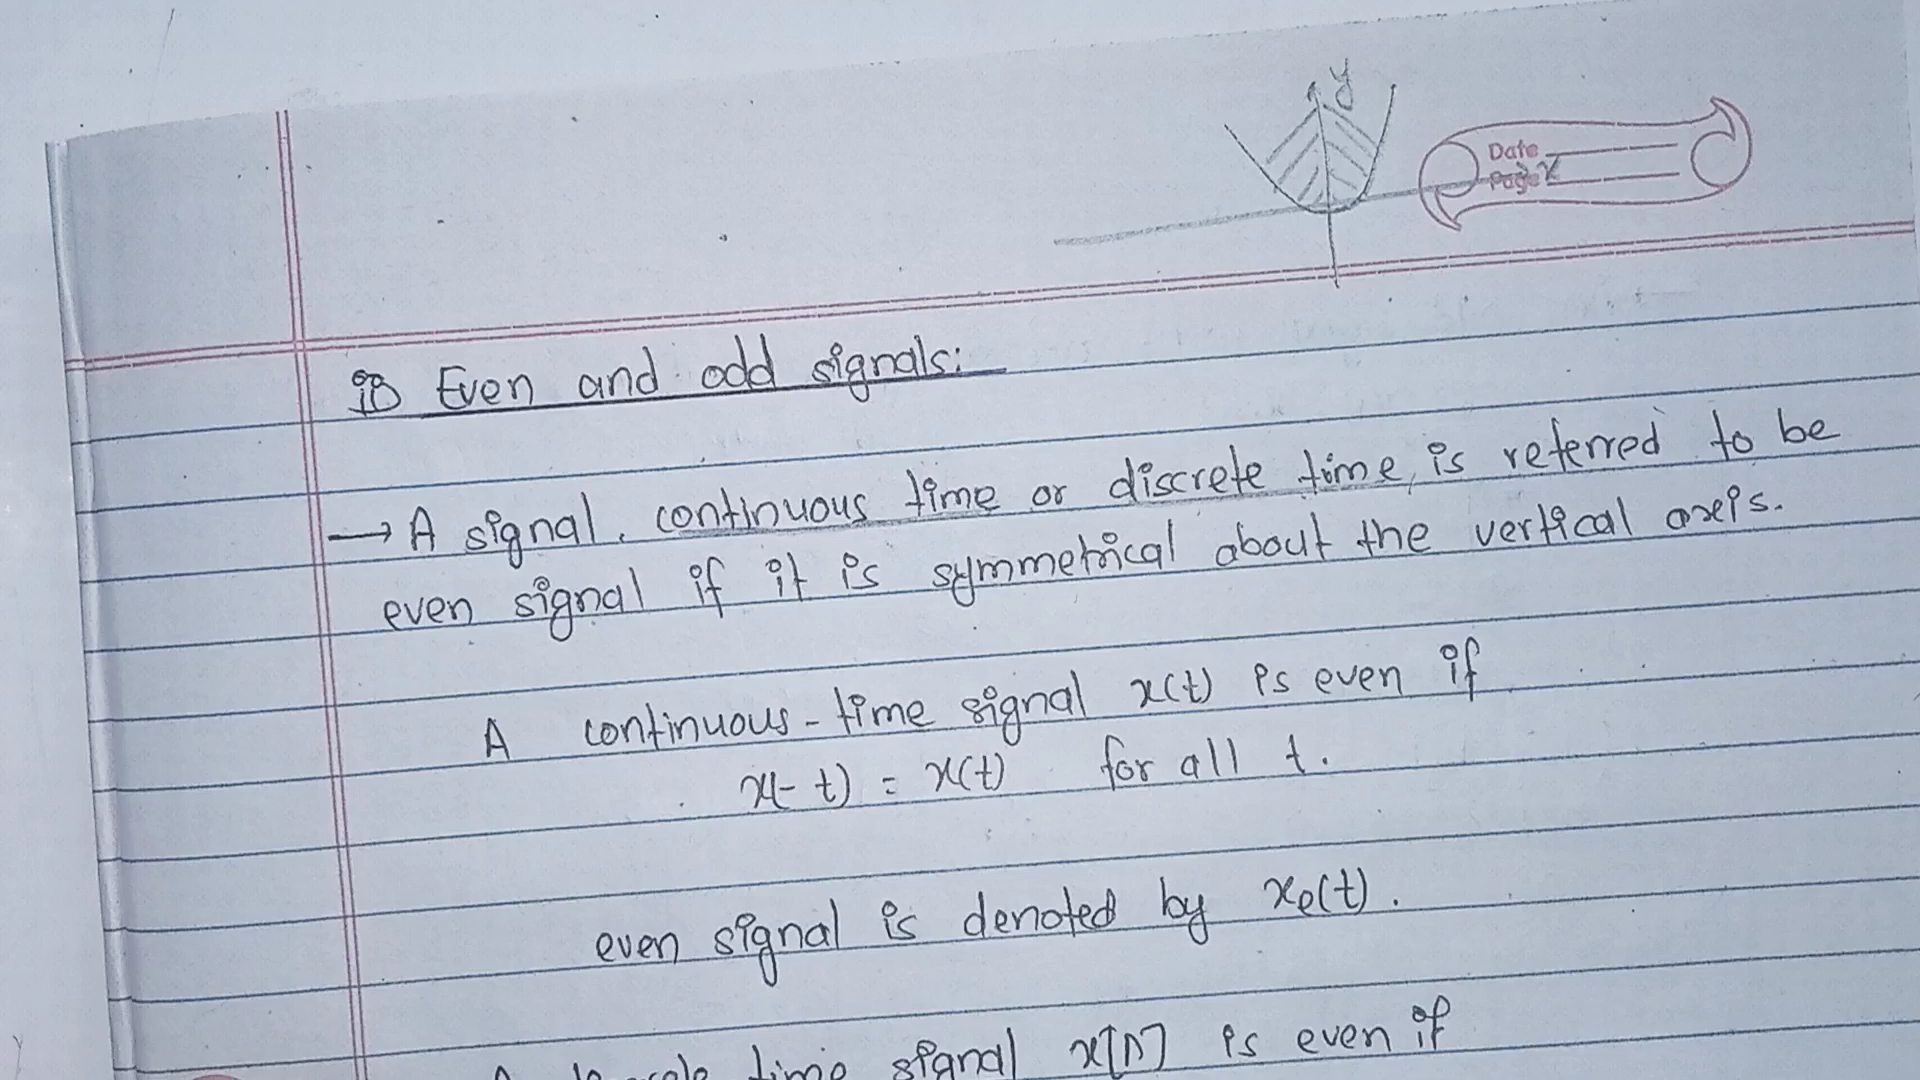 y
Date
Page x
ii) Even and odd signals:
→ A signal, continuous time or discrete time, is referred to be
even signal if it is symmetrical about the vertical axis.
A continuous-time signal x(t) is even if
x(-t) = x(t) for all t.
even signal is denoted by xe(t).
A time signal x[n] is even if